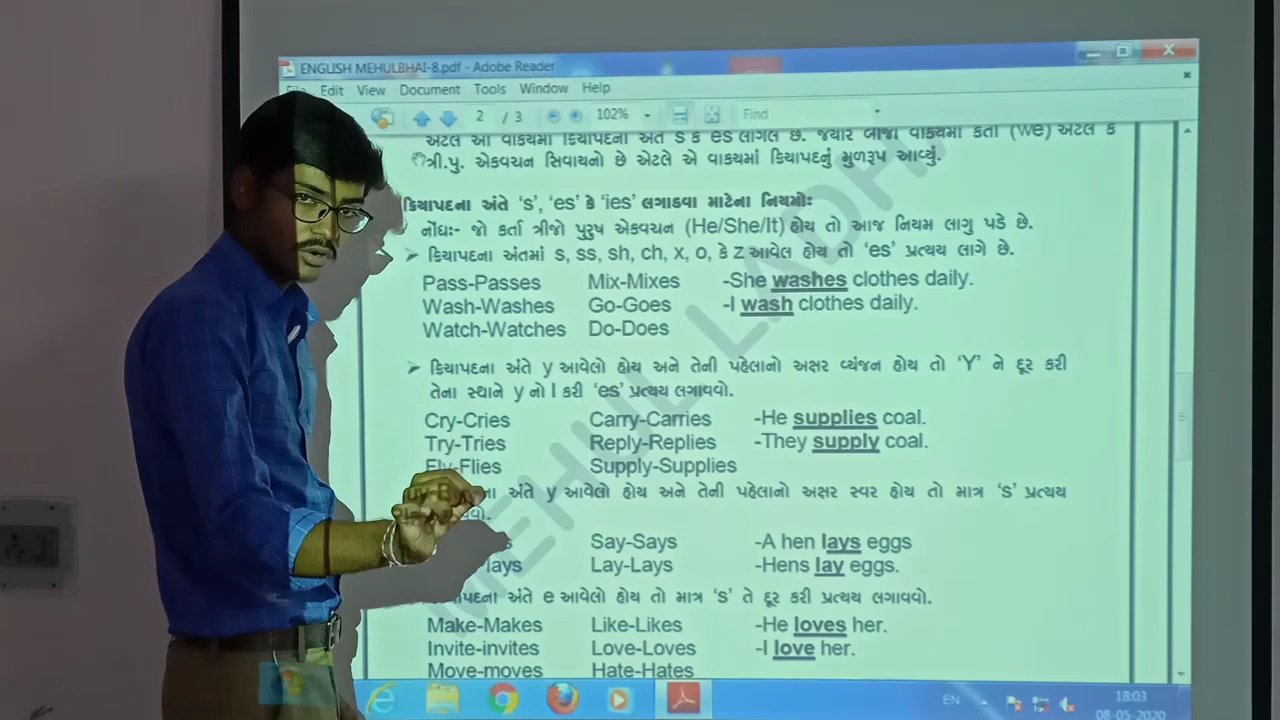 ENGLISH MEHULBHAI-8.pdf - Adobe Reader
Edit View Document Tools Window Help
2 / 3 102% Find
એટલે આ વાક્યમાં ક્રિયાપદના અંતે s કે es લાગેલ છે. જ્યારે બીજા વાક્યમાં કર્તા (we) એટલે કે
ત્રી.પુ. એકવચન સિવાયનો છે એટલે એ વાક્યમાં ક્રિયાપદનું મુળરૂપ આવ્યું.
ક્રિયાપદના અંતે ‘s’, ‘es’ કે ‘ies’ લગાડવા માટેના નિયમોઃ
નોંધઃ- જો કર્તા ત્રીજો પુરુષ એકવચન (He/She/It) હોય તો આજ નિયમ લાગુ પડે છે.
➢ ક્રિયાપદના અંતમાં s, ss, sh, ch, x, o, કે z આવેલ હોય તો ‘es’ પ્રત્યય લાગે છે.
Pass-Passes Mix-Mixes -She washes clothes daily.
Wash-Washes Go-Goes -I wash clothes daily.
Watch-Watches Do-Does
➢ ક્રિયાપદના અંતે y આવેલો હોય અને તેની પહેલાનો અક્ષર વ્યંજન હોય તો ‘Y’ ને દૂર કરી
તેના સ્થાને y નો I કરી ‘es’ પ્રત્યય લગાવવો.
Cry-Cries Carry-Carries -He supplies coal.
Try-Tries Reply-Replies -They supply coal.
Fly-Flies Supply-Supplies
અંતે y આવેલો હોય અને તેની પહેલાનો અક્ષર સ્વર હોય તો માત્ર ‘s’ પ્રત્યય
Say-Says -A hen lays eggs
Lay-Lays -Hens lay eggs.
અંતે e આવેલો હોય તો માત્ર ‘s’ તે દૂર કરી પ્રત્યય લગાવવો.
Make-Makes Like-Likes -He loves her.
Invite-invites Love-Loves -I love her.
Move-moves Hate-Hates
MEHUL LADH
EN 18:03
08-05-2020